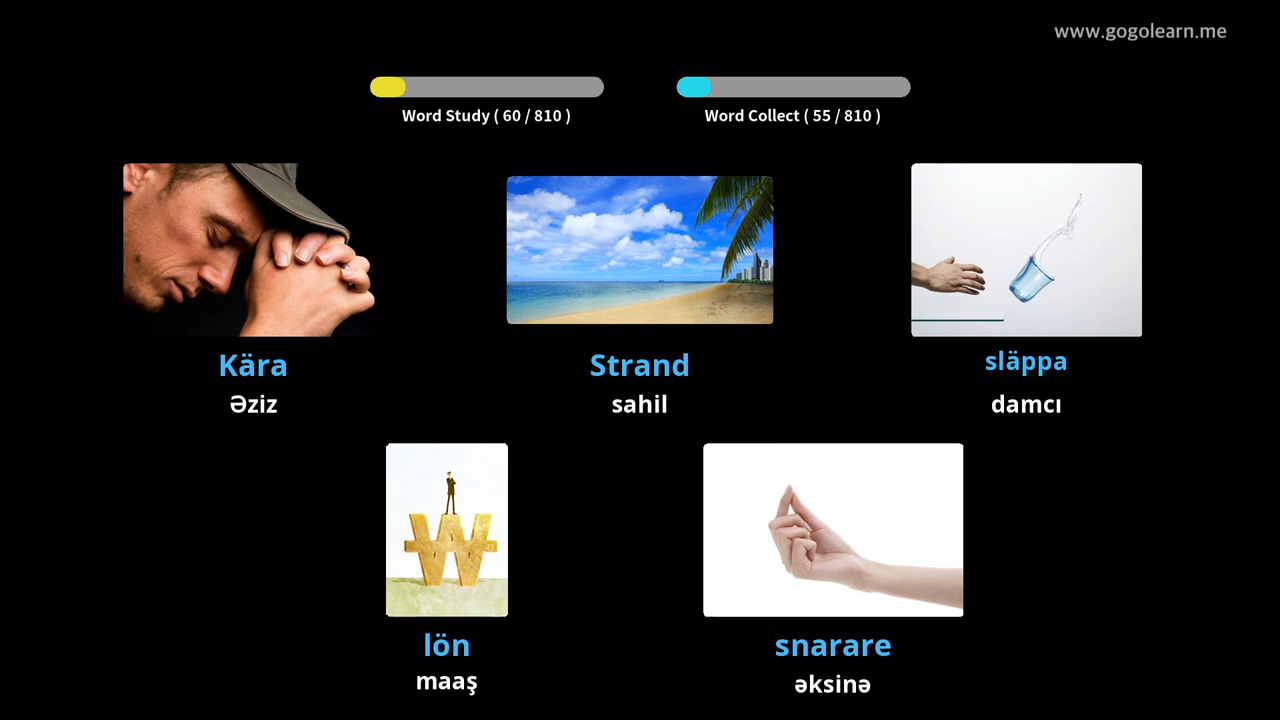 www.gogolearn.me
Word Study ( 60 / 810 )
Word Collect ( 55 / 810 )
Kära
Əziz
Strand
sahil
släppa
damcı
lön
maaş
snarare
əksinə